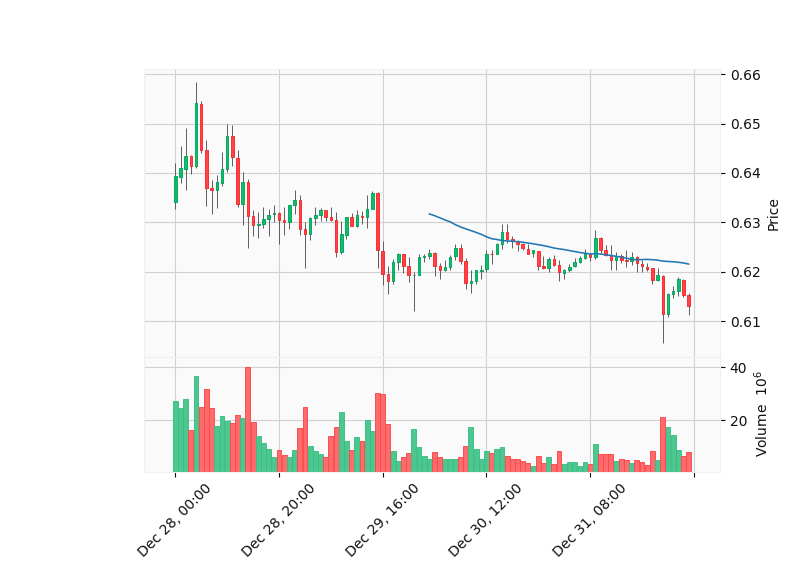 0.66
0.65
0.64
0.63
0.62
0.61
Price
40
20
Volume 10^6
Dec 28, 00:00
Dec 28, 20:00
Dec 29, 16:00
Dec 30, 12:00
Dec 31, 08:00